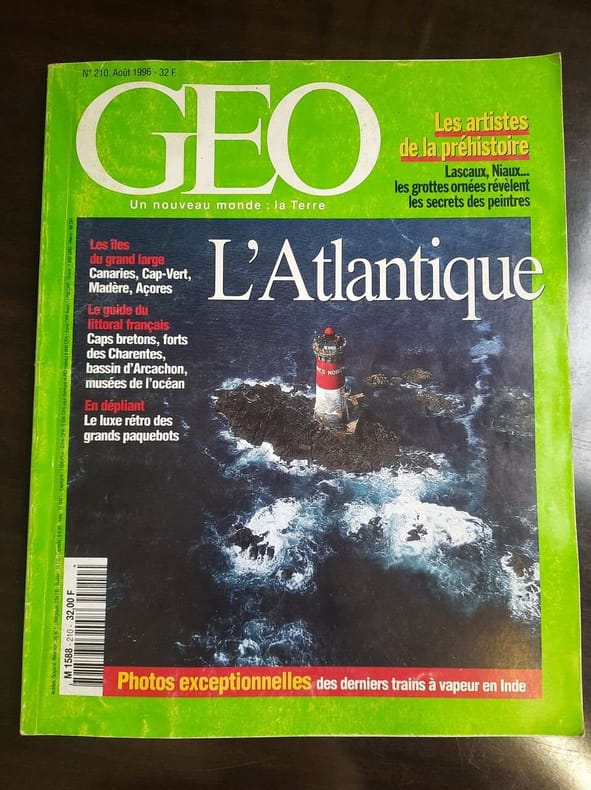 N° 210. Août 1996 - 32 F.
GEO
Un nouveau monde : la Terre
Les artistes
de la préhistoire
Lascaux, Niaux...
les grottes ornées révèlent
les secrets des peintres
L'Atlantique
Les îles
du grand large
Canaries, Cap-Vert,
Madère, Açores
Le guide du
littoral français
Caps bretons, forts
des Charentes,
bassin d'Arcachon,
musées de l'océan
En dépliant
Le luxe rétro des
grands paquebots
M 1588 - 210 - 32,00 F
Photos exceptionnelles des derniers trains à vapeur en Inde